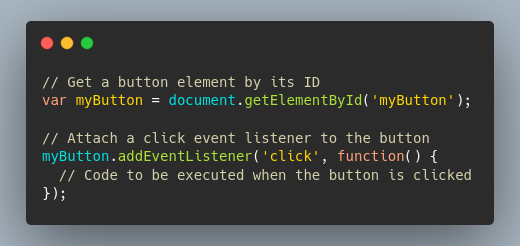 // Get a button element by its ID
var myButton = document.getElementById('myButton');
// Attach a click event listener to the button
myButton.addEventListener('click', function() {
  // Code to be executed when the button is clicked
});